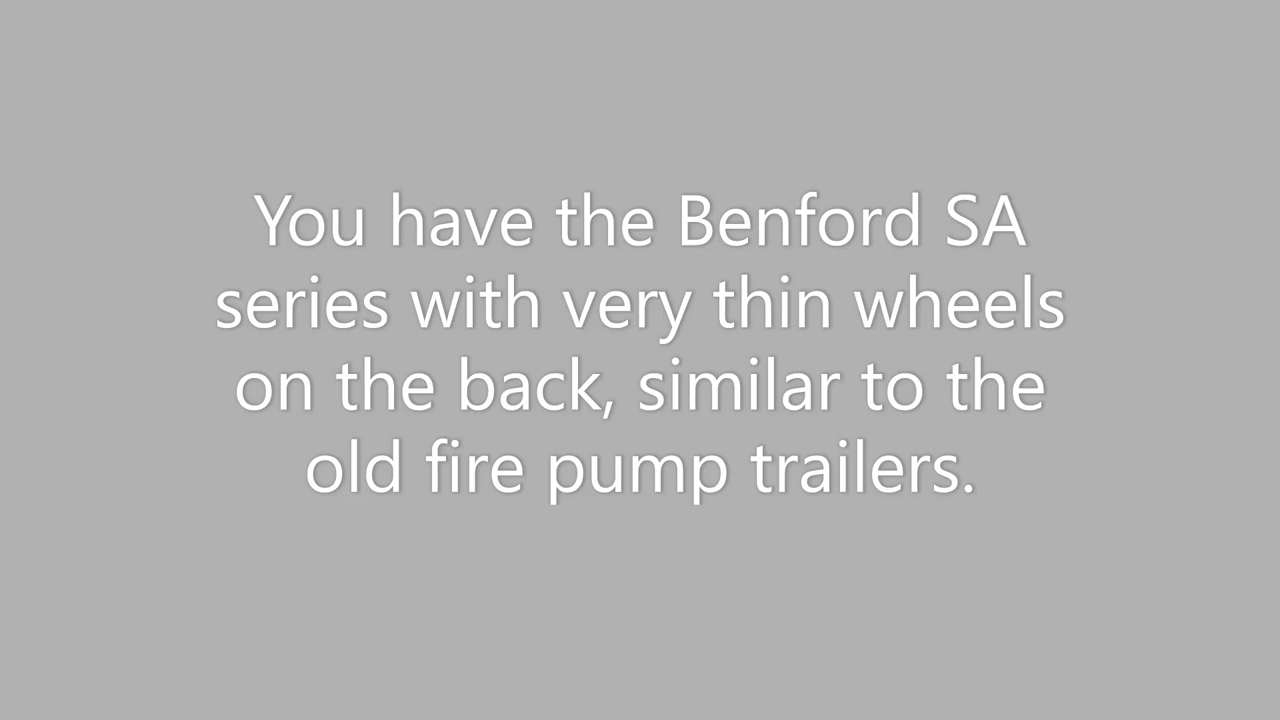 You have the Benford SA
series with very thin wheels
on the back, similar to the
old fire pump trailers.